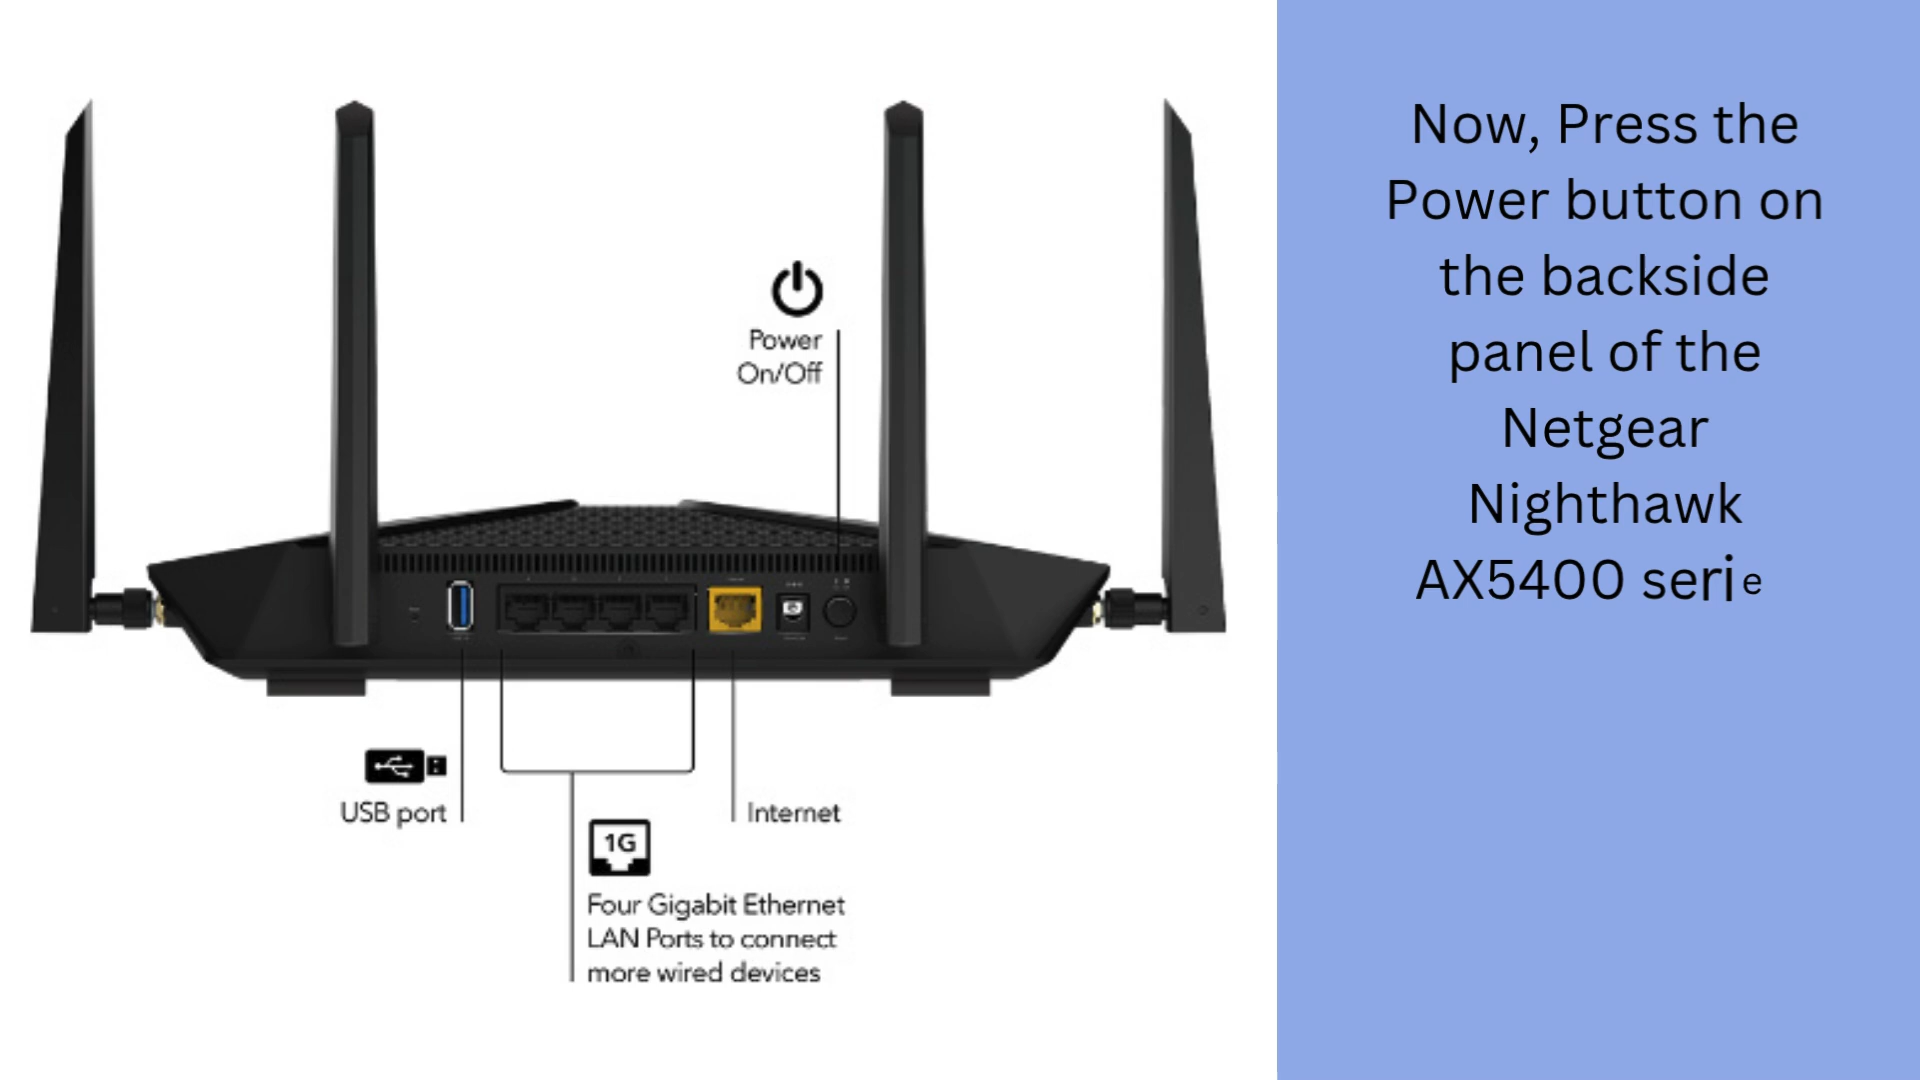 Power
On/Off
USB port
Internet
1G
Four Gigabit Ethernet
LAN Ports to connect
more wired devices
Now, Press the
Power button on
the backside
panel of the
Netgear
Nighthawk
AX5400 serie